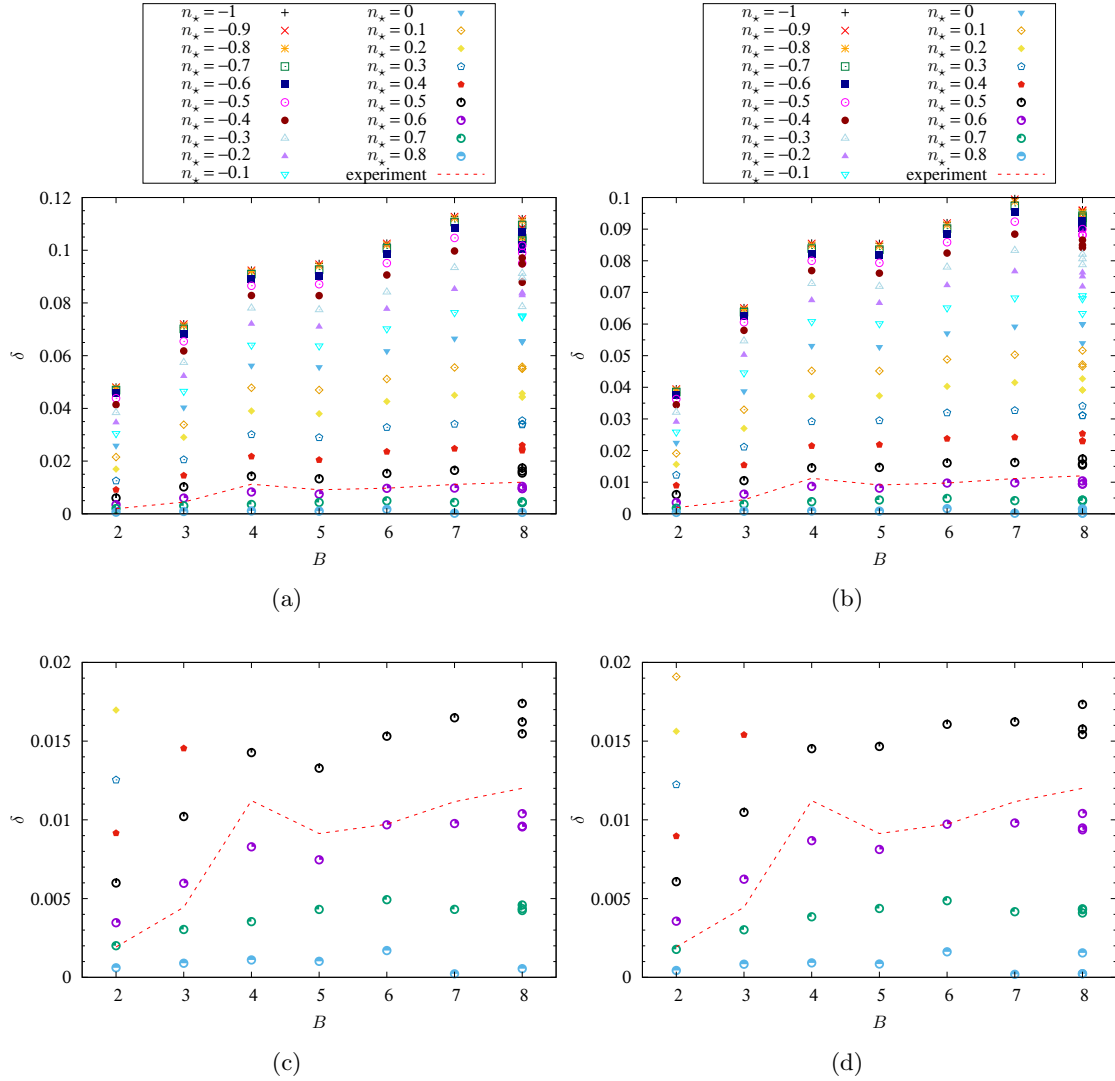 n⋆=−1 n⋆=0
n⋆=−0.9 n⋆=0.1
n⋆=−0.8 n⋆=0.2
n⋆=−0.7 n⋆=0.3
n⋆=−0.6 n⋆=0.4
n⋆=−0.5 n⋆=0.5
n⋆=−0.4 n⋆=0.6
n⋆=−0.3 n⋆=0.7
n⋆=−0.2 n⋆=0.8
n⋆=−0.1 experiment
0.12
0.1
0.08
0.06
0.04
0.02
0
δ
2 3 4 5 6 7 8
B
(a)
n⋆=−1 n⋆=0
n⋆=−0.9 n⋆=0.1
n⋆=−0.8 n⋆=0.2
n⋆=−0.7 n⋆=0.3
n⋆=−0.6 n⋆=0.4
n⋆=−0.5 n⋆=0.5
n⋆=−0.4 n⋆=0.6
n⋆=−0.3 n⋆=0.7
n⋆=−0.2 n⋆=0.8
n⋆=−0.1 experiment
0.1
0.09
0.08
0.07
0.06
0.05
0.04
0.03
0.02
0.01
0
δ
2 3 4 5 6 7 8
B
(b)
0.02
0.015
0.01
0.005
0
δ
2 3 4 5 6 7 8
B
(c)
0.02
0.015
0.01
0.005
0
δ
2 3 4 5 6 7 8
B
(d)